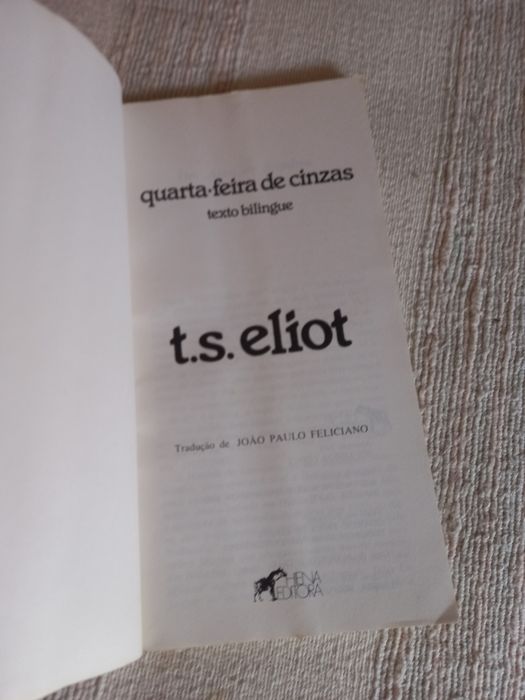 quarta-feira de cinzas
texto bilingue
t.s. eliot
Tradução de JOÃO PAULO FELICIANO
HIENA
EDITORA